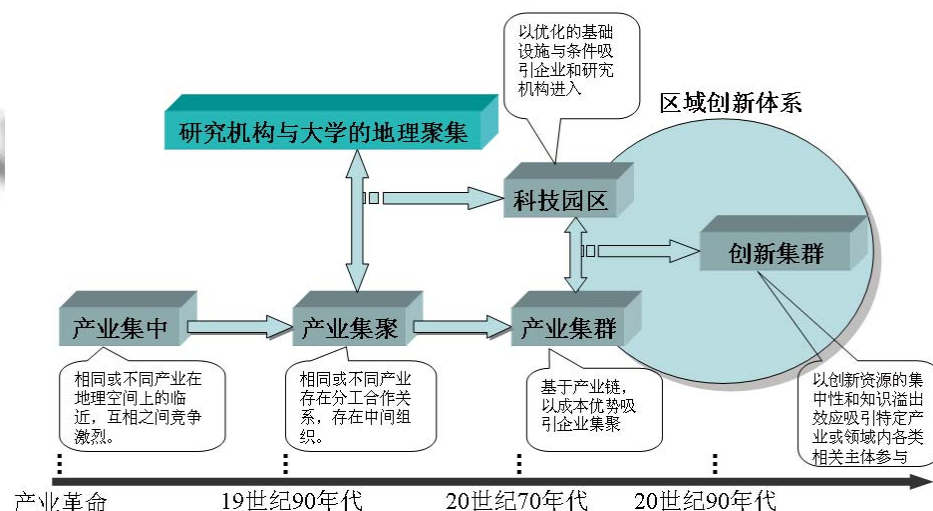 以优化的基础
设施与条件吸
引企业和研究
机构进入
区域创新体系
研究机构与大学的地理聚集
科技园区
创新集群
产业集中
产业集聚
产业集群
相同或不同产业在
地理空间上的临
近，互相之间竞争
激烈。
相同或不同产业
存在分工合作关
系，存在中间组
织。
基于产业链，
以成本优势吸
引企业集聚
以创新资源的集
中性和知识溢出
效应吸引特定产
业或领域内各类
相关主体参与
产业革命
19世纪90年代
20世纪70年代
20世纪90年代